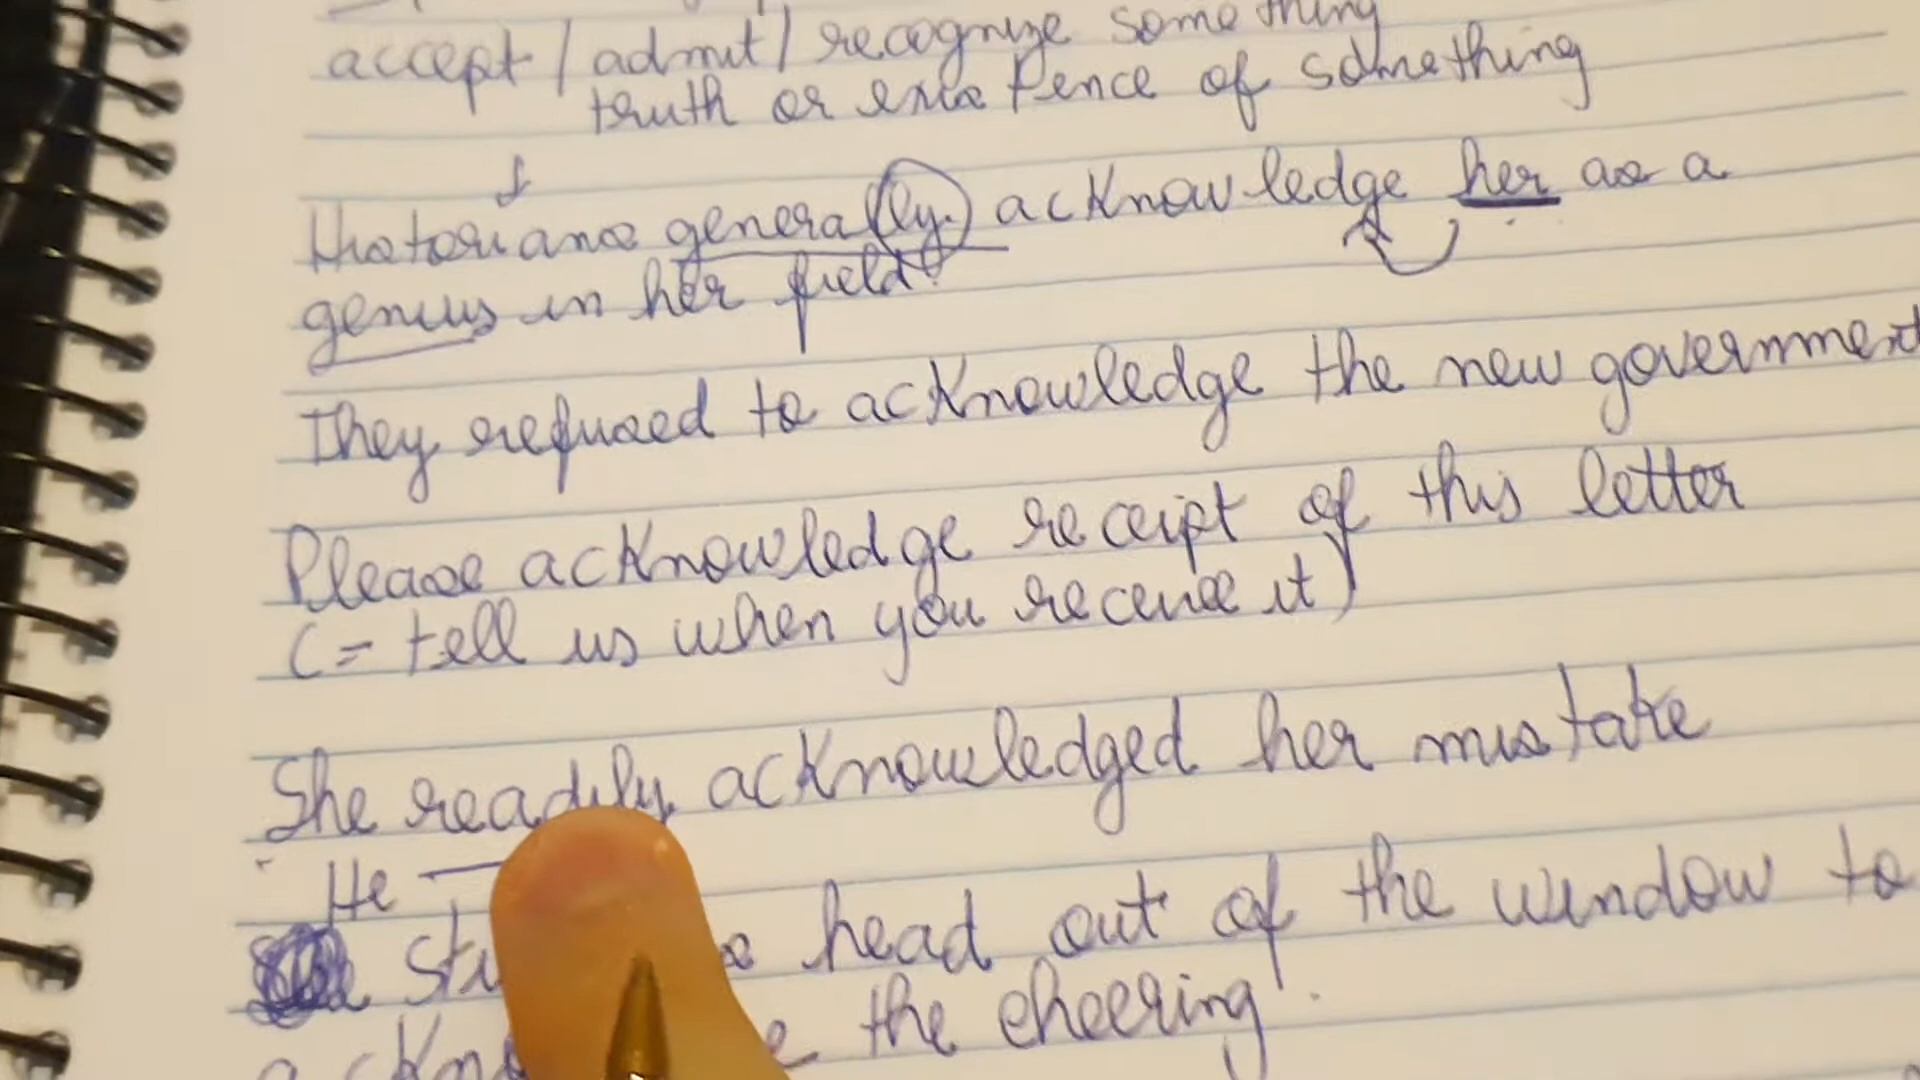 accept / admit / recognize something
truth or existence of something
Historians generally acknowledge her as a
genius in her field
They refused to acknowledge the new government
Please acknowledge receipt of this letter
(= tell us when you receive it)
She readily acknowledged her mistake
He
head out of the window to
the cheering.